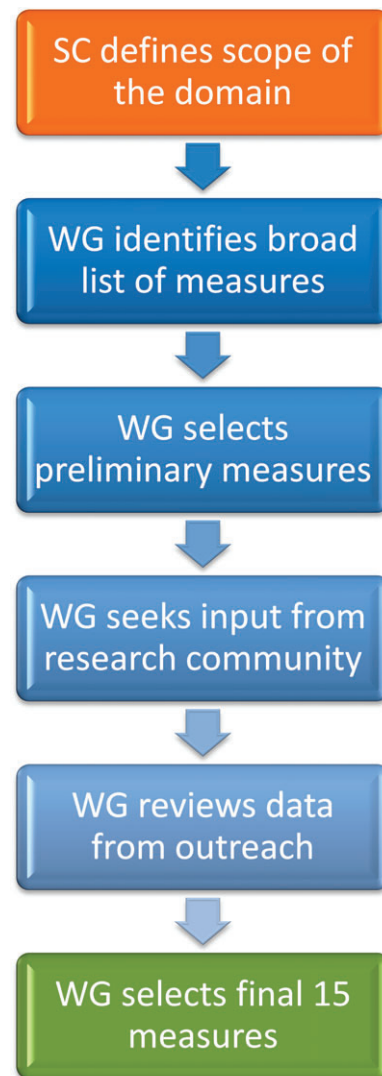 SC defines scope of
the domain
WG identifies broad
list of measures
WG selects
preliminary measures
WG seeks input from
research community
WG reviews data
from outreach
WG selects final 15
measures